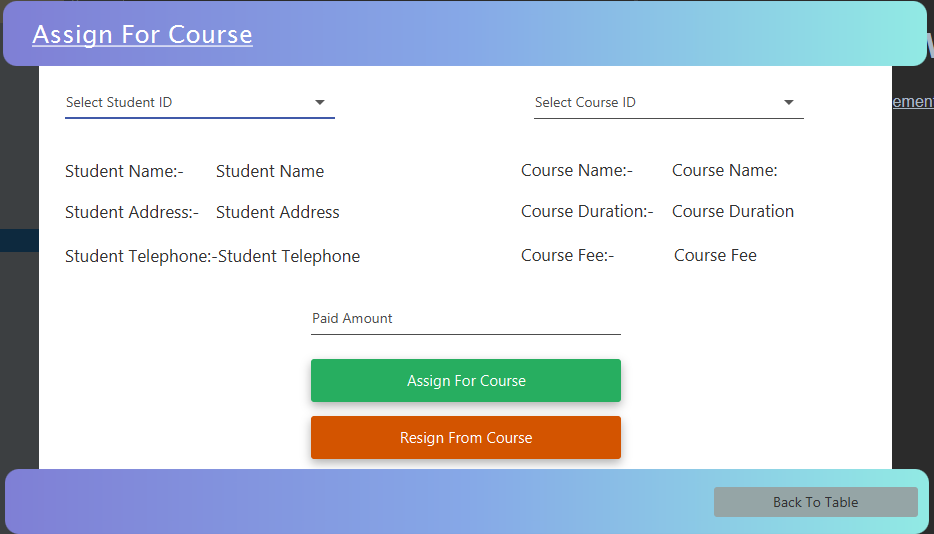 Assign For Course
ement
Select Student ID
Select Course ID
Student Name:- Student Name
Course Name:- Course Name:
Student Address:- Student Address
Course Duration:- Course Duration
Student Telephone:-Student Telephone
Course Fee:- Course Fee
Paid Amount
Assign For Course
Resign From Course
Back To Table